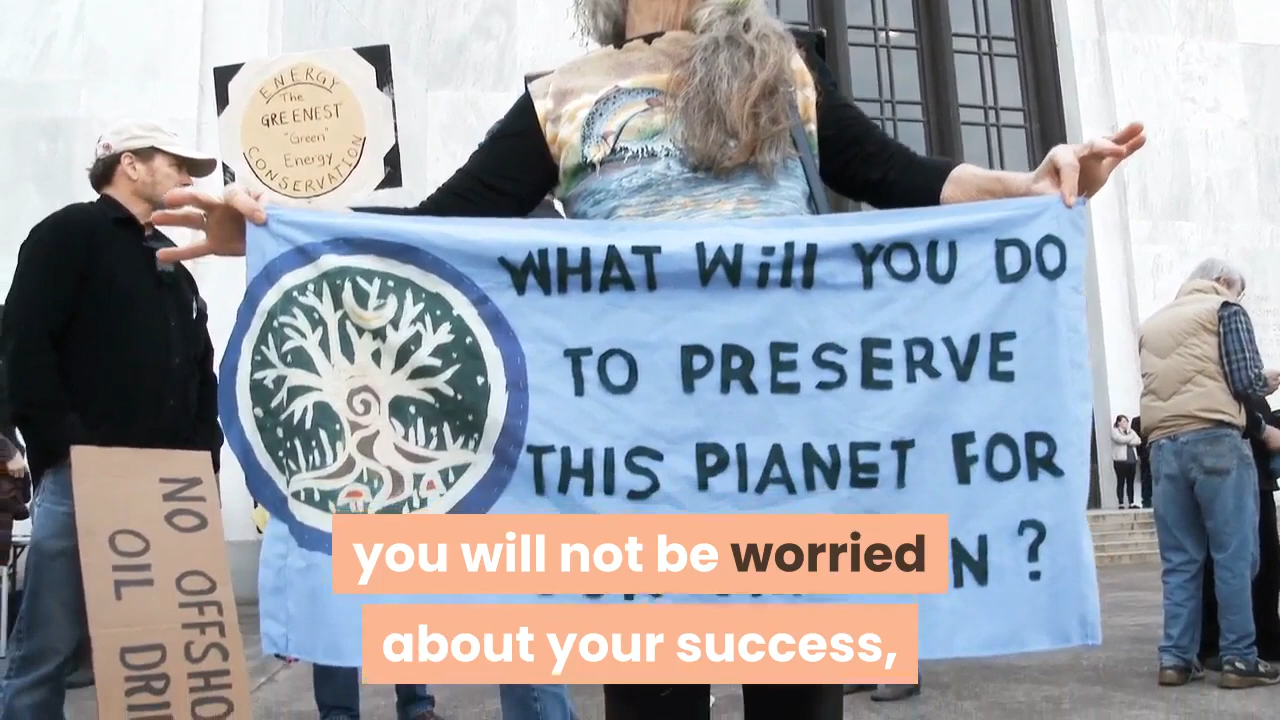 ENERGY
The
GREENEST
"Green"
Energy
CONSERVATION
WHAT Will YOU DO
TO PRESERVE
THIS PlANET FOR
?
NO OFFSHO
OIL DRI
you will not be worried
about your success,